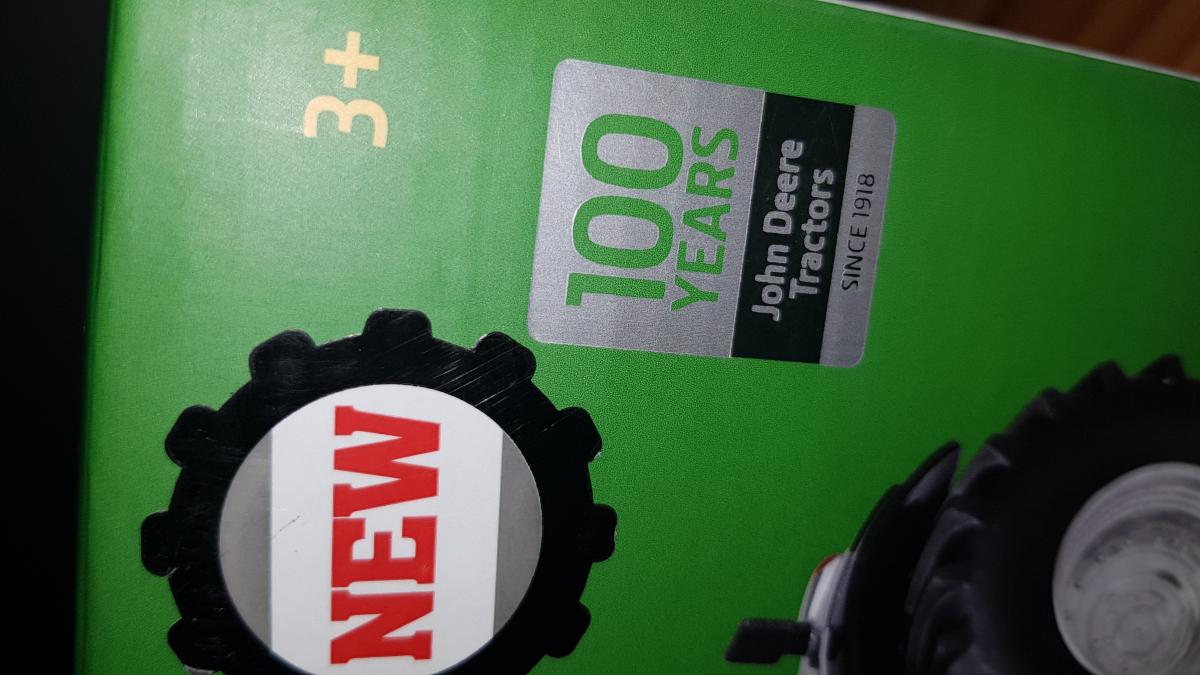 3+
100
YEARS
John Deere
Tractors
SINCE 1918
NEW